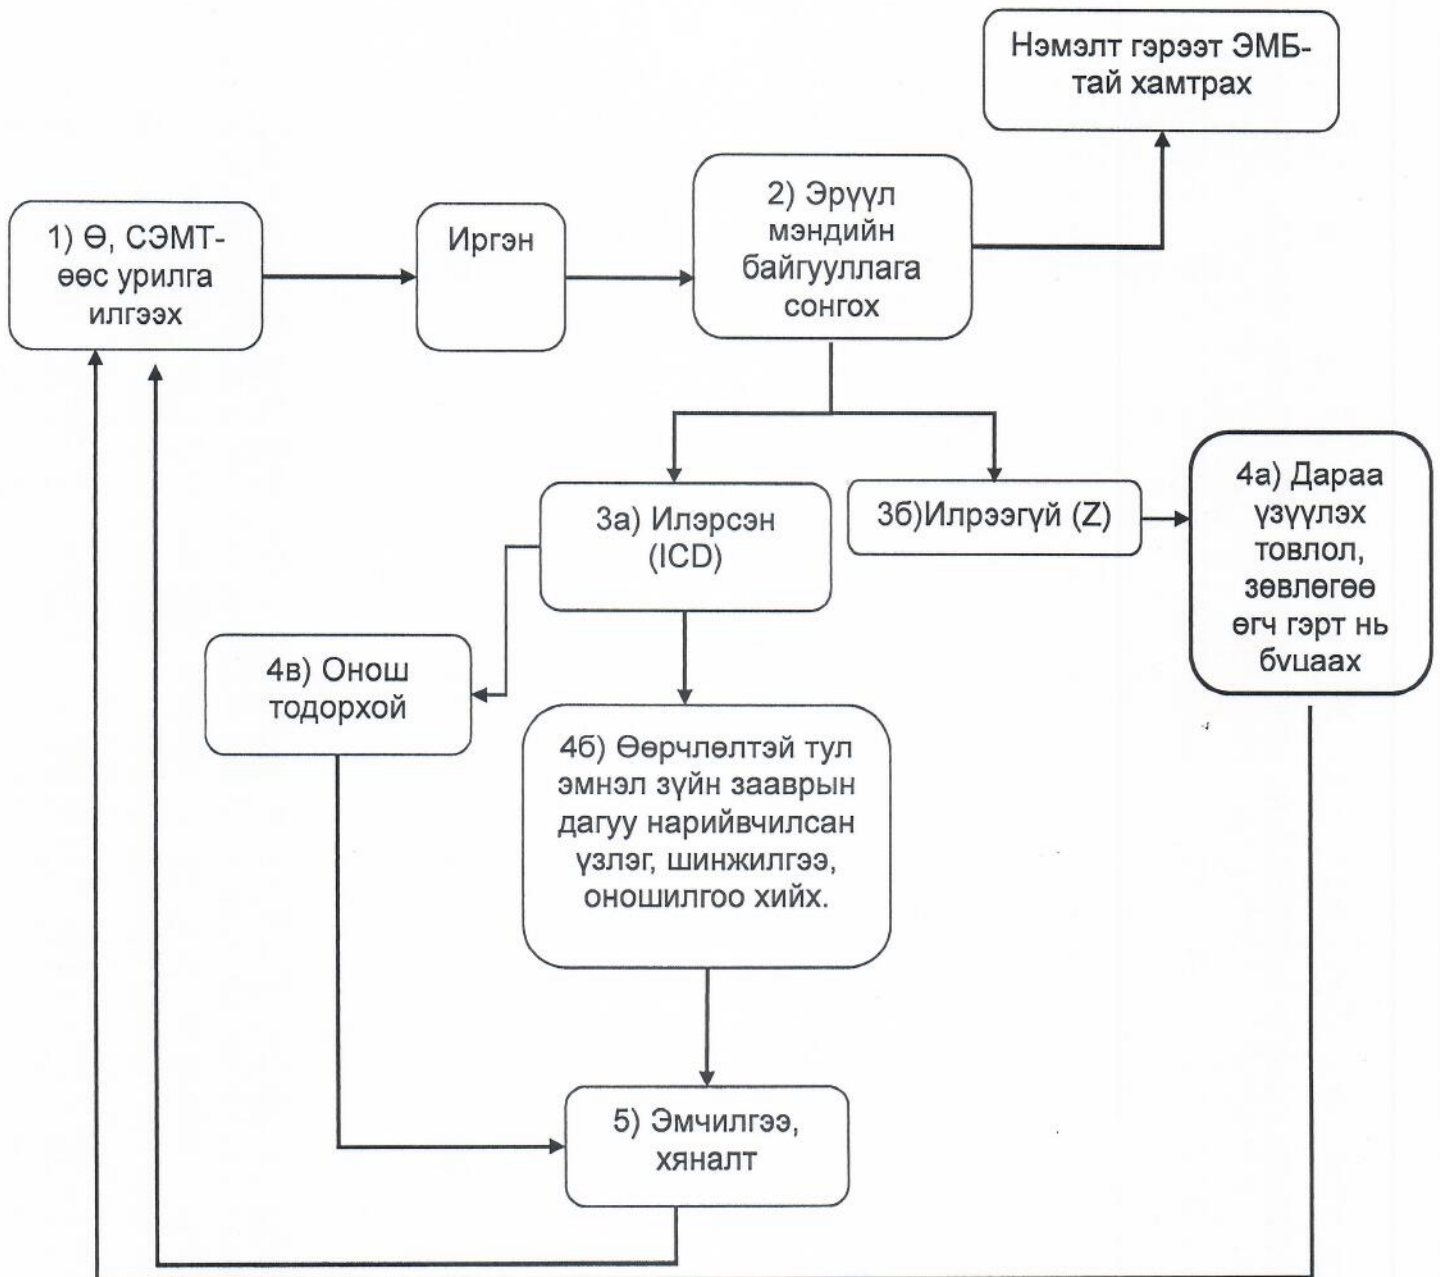 Нэмэлт гэрээт ЭМБ-
тай хамтрах
1) Ө, СЭМТ-
өөс урилга
илгээх
Иргэн
2) Эрүүл
мэндийн
байгууллага
сонгох
3а) Илэрсэн
(ICD)
3б)Илрээгүй (Z)
4а) Дараа
үзүүлэх
товлол,
зөвлөгөө
өгч гэрт нь
буцаах
4в) Онош
тодорхой
4б) Өөрчлөлтэй тул
эмнэл зүйн зааврын
дагуу нарийвчилсан
үзлэг, шинжилгээ,
оношилгоо хийх.
5) Эмчилгээ,
хяналт